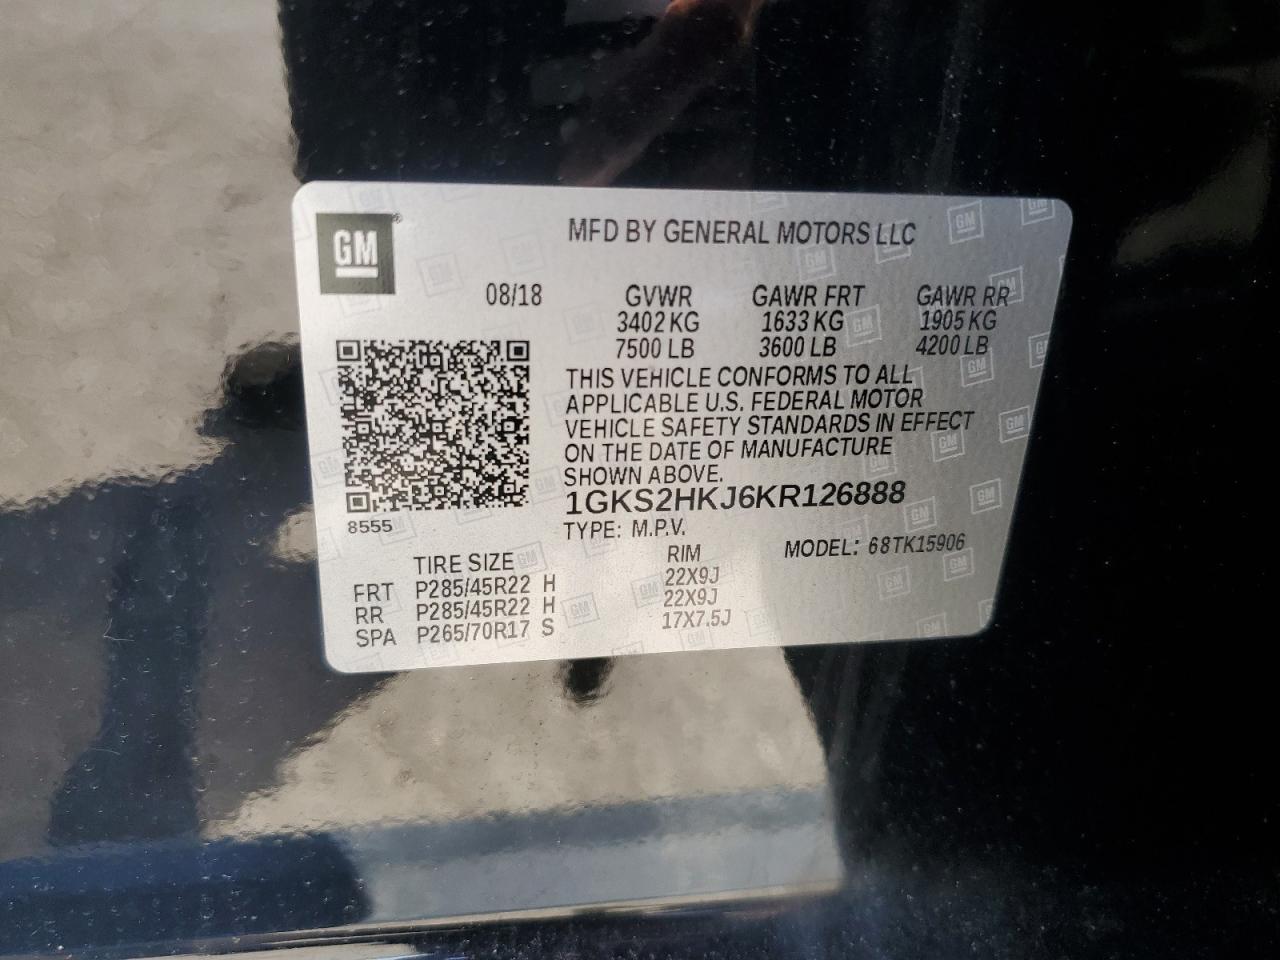 GM®
MFD BY GENERAL MOTORS LLC
08/18 GVWR GAWR FRT GAWR RR
3402 KG 1633 KG 1905 KG
7500 LB 3600 LB 4200 LB
THIS VEHICLE CONFORMS TO ALL
APPLICABLE U.S. FEDERAL MOTOR
VEHICLE SAFETY STANDARDS IN EFFECT
ON THE DATE OF MANUFACTURE
SHOWN ABOVE.
1GKS2HKJ6KR126888
8555
TYPE: M.P.V. MODEL: 68TK15906
TIRE SIZE RIM
FRT P285/45R22 H 22X9J
RR P285/45R22 H 22X9J
SPA P265/70R17 S 17X7.5J